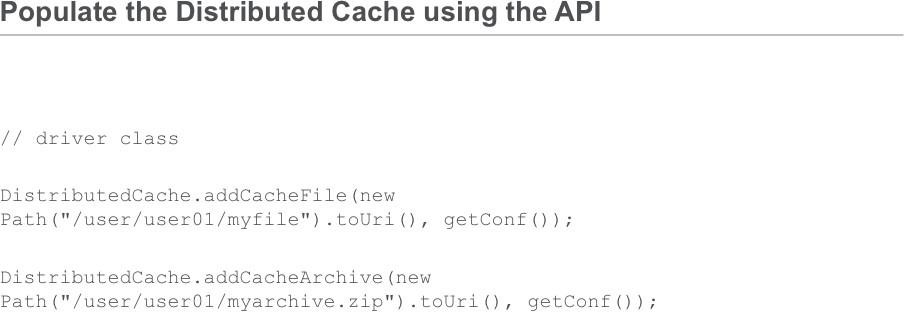 Populate the Distributed Cache using the API
// driver class
DistributedCache.addCacheFile(new
Path("/user/user01/myfile").toUri(), getConf());
DistributedCache.addCacheArchive(new
Path("/user/user01/myarchive.zip").toUri(), getConf());